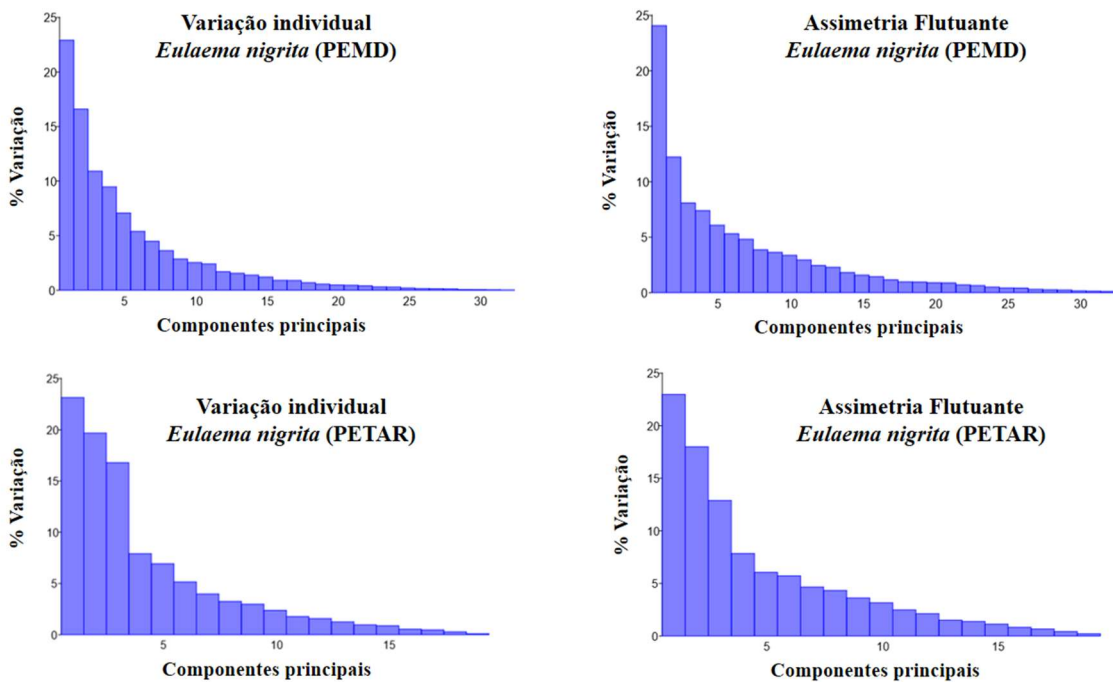 Variação individual
Eulaema nigrita (PEMD)
25
20
15
10
5
0
% Variação
5 10 15 20 25 30
Componentes principais
Assimetria Flutuante
Eulaema nigrita (PEMD)
25
20
15
10
5
0
% Variação
5 10 15 20 25 30
Componentes principais
Variação individual
Eulaema nigrita (PETAR)
25
20
15
10
5
0
% Variação
5 10 15
Componentes principais
Assimetria Flutuante
Eulaema nigrita (PETAR)
25
20
15
10
5
0
% Variação
5 10 15
Componentes principais